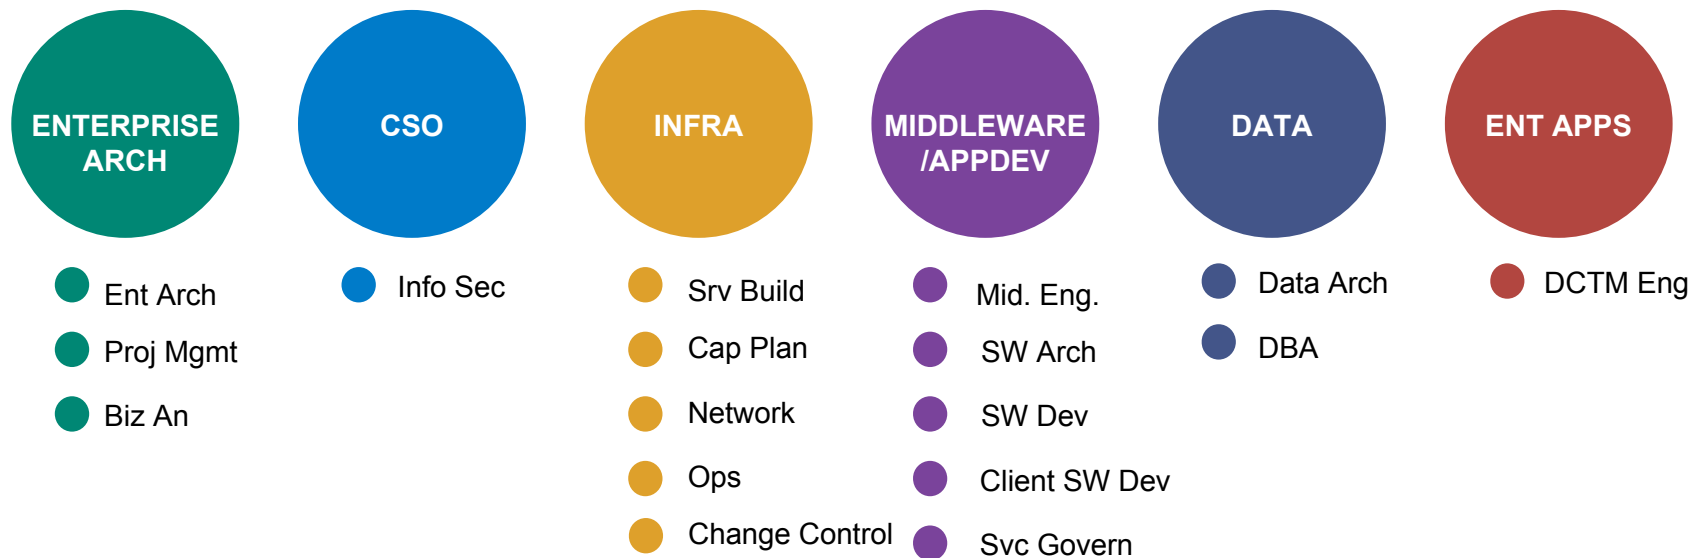 ENTERPRISE
ARCH
CSO
INFRA
MIDDLEWARE
/APPDEV
DATA
ENT APPS
Ent Arch
Proj Mgmt
Biz An
Info Sec
Srv Build
Cap Plan
Network
Ops
Change Control
Mid. Eng.
SW Arch
SW Dev
Client SW Dev
Svc Govern
Data Arch
DBA
DCTM Eng